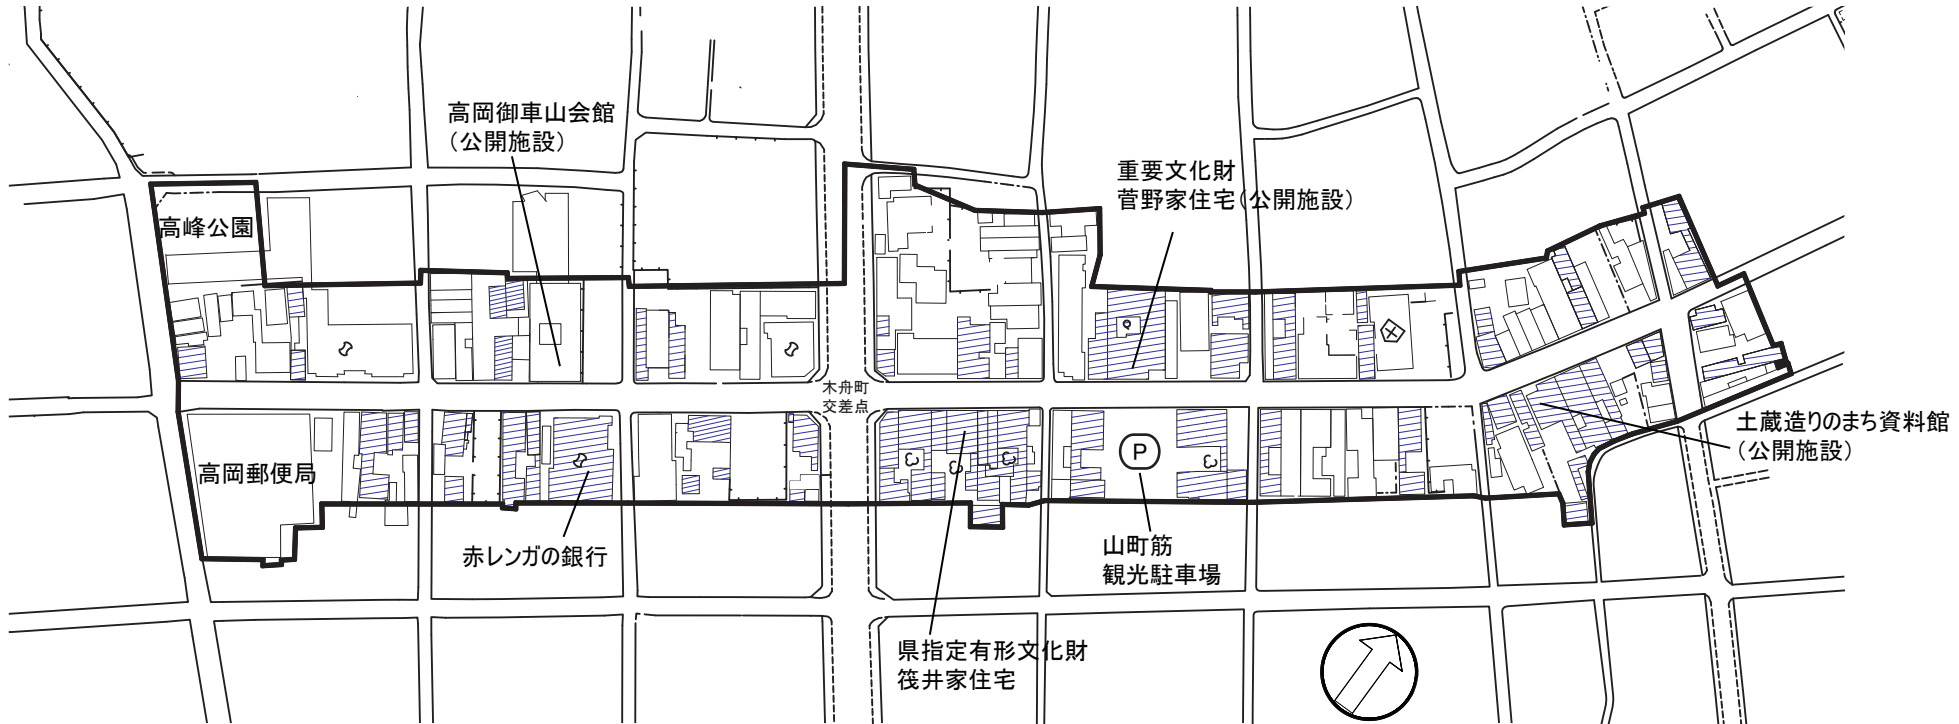 高岡御車山会館
(公開施設)
重要文化財
菅野家住宅(公開施設)
高峰公園
木舟町
交差点
土蔵造りのまち資料館
(公開施設)
高岡郵便局
P
赤レンガの銀行
山町筋
観光駐車場
県指定有形文化財
筏井家住宅